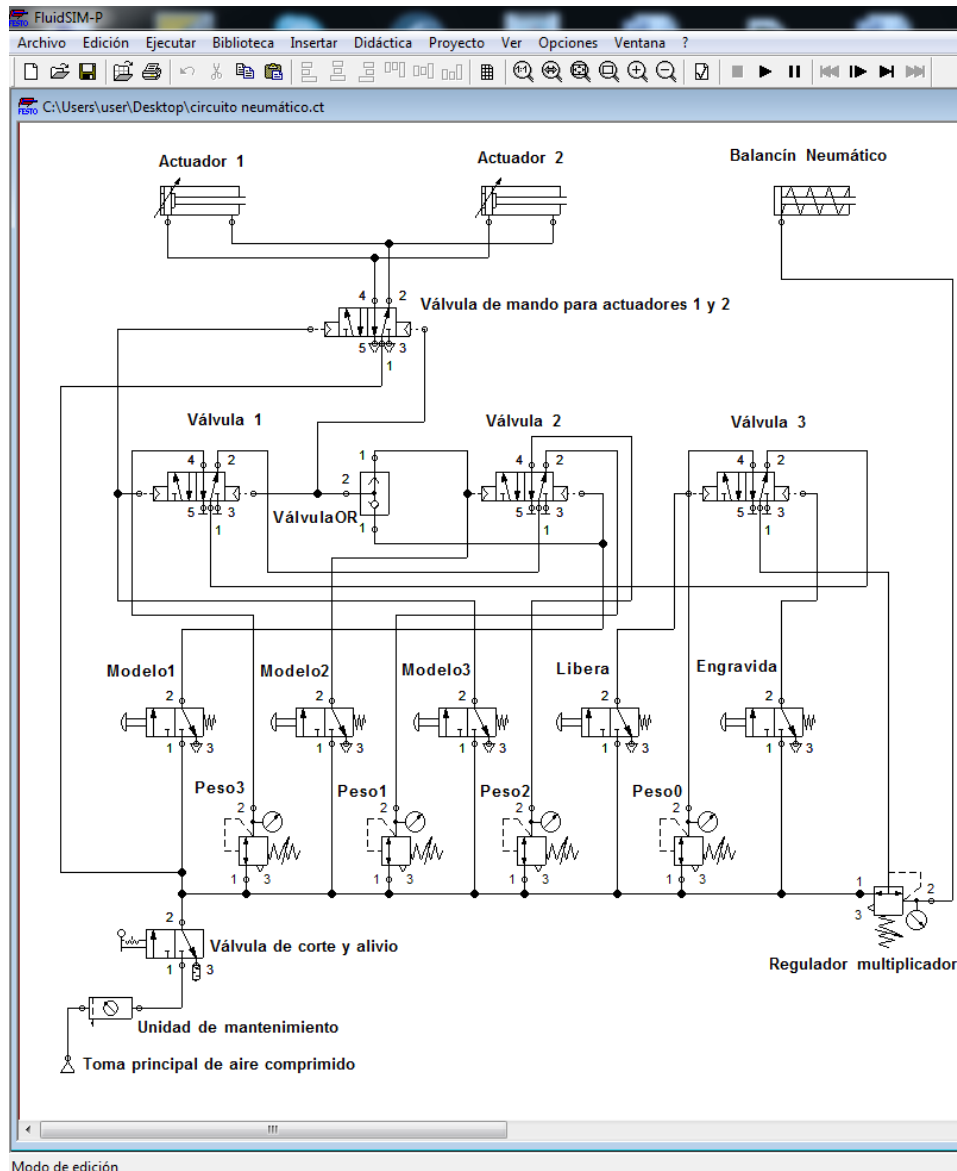 FluidSIM-P
Archivo Edición Ejecutar Biblioteca Insertar Didáctica Proyecto Ver Opciones Ventana ?
FESTO C:\Users\user\Desktop\circuito neumático.ct
Actuador 1 Actuador 2 Balancín Neumático
4 2 Válvula de mando para actuadores 1 y 2
5 3
1
Válvula 1 Válvula 2 Válvula 3
4 2 1 4 2 4 2
2
5 3 VálvulaOR 5 3 5 3
1 1 1 1
Modelo1 Modelo2 Modelo3 Libera Engravida
2 2 2 2 2
1 3 1 3 1 3 1 3 1 3
Peso3 Peso1 Peso2 Peso0
2 2 2 2
1 3 1 3 1 3 1 3
1 2
3
2
Válvula de corte y alivio
1 3
Regulador multiplicador
Unidad de mantenimiento
Toma principal de aire comprimido
Modo de edición